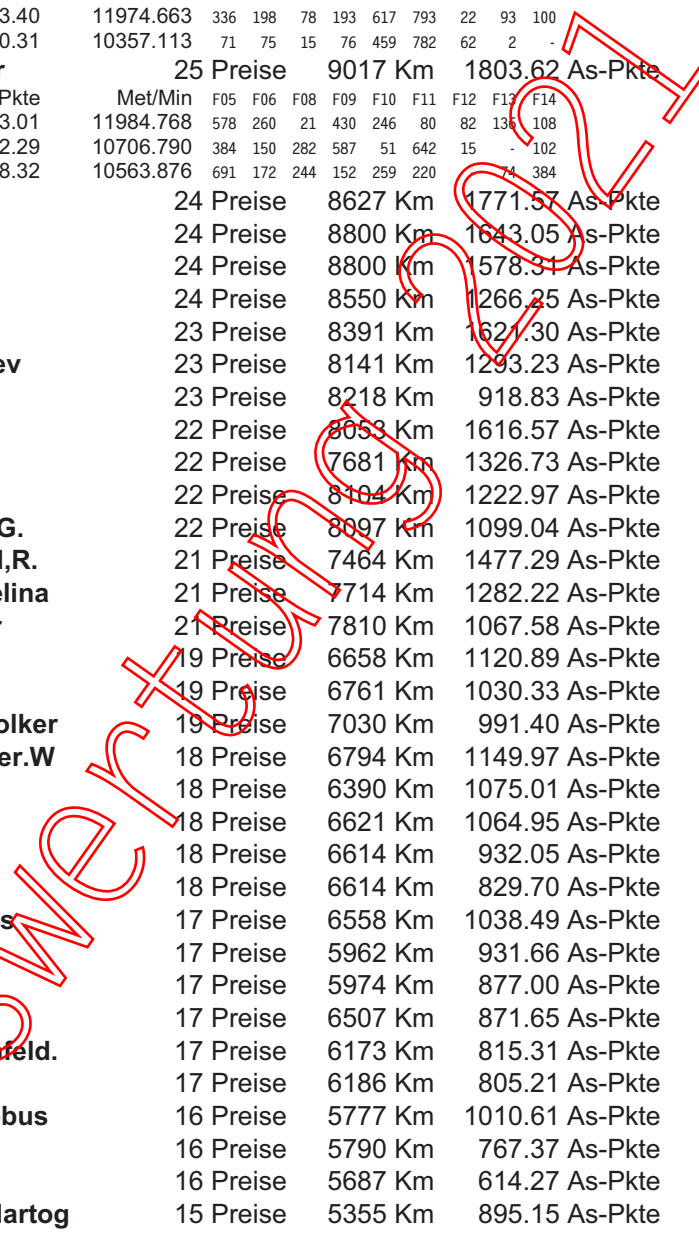 3.40 11974.663 336 198 78 193 617 793 22 93 100
0.31 10357.113 71 75 15 76 459 782 62 2 -
r 25 Preise 9017 Km 1803.62 As-Pkte
Pkte Met/Min F05 F06 F08 F09 F10 F11 F12 F13 F14
3.01 11984.768 578 260 21 430 246 80 82 136 108
2.29 10706.790 384 150 282 587 51 642 15 - 102
8.32 10563.876 691 172 244 152 259 220 74 384
24 Preise 8627 Km 1771.57 As-Pkte
24 Preise 8800 Km 1643.05 As-Pkte
24 Preise 8800 Km 1578.31 As-Pkte
24 Preise 8550 Km 1266.25 As-Pkte
23 Preise 8391 Km 1621.30 As-Pkte
ev 23 Preise 8141 Km 1293.23 As-Pkte
23 Preise 8218 Km 918.83 As-Pkte
22 Preise 8053 Km 1616.57 As-Pkte
22 Preise 7681 Km 1326.73 As-Pkte
22 Preise 8104 Km 1222.97 As-Pkte
G. 22 Preise 8097 Km 1099.04 As-Pkte
,R. 21 Preise 7464 Km 1477.29 As-Pkte
elina 21 Preise 7714 Km 1282.22 As-Pkte
r 21 Preise 7810 Km 1067.58 As-Pkte
19 Preise 6658 Km 1120.89 As-Pkte
19 Preise 6761 Km 1030.33 As-Pkte
olker 19 Preise 7030 Km 991.40 As-Pkte
er.W 18 Preise 6794 Km 1149.97 As-Pkte
18 Preise 6390 Km 1075.01 As-Pkte
18 Preise 6621 Km 1064.95 As-Pkte
18 Preise 6614 Km 932.05 As-Pkte
18 Preise 6614 Km 829.70 As-Pkte
s 17 Preise 6558 Km 1038.49 As-Pkte
17 Preise 5962 Km 931.66 As-Pkte
17 Preise 5974 Km 877.00 As-Pkte
17 Preise 6507 Km 871.65 As-Pkte
feld. 17 Preise 6173 Km 815.31 As-Pkte
17 Preise 6186 Km 805.21 As-Pkte
bus 16 Preise 5777 Km 1010.61 As-Pkte
16 Preise 5790 Km 767.37 As-Pkte
16 Preise 5687 Km 614.27 As-Pkte
Hartog 15 Preise 5355 Km 895.15 As-Pkte
wertung 2021